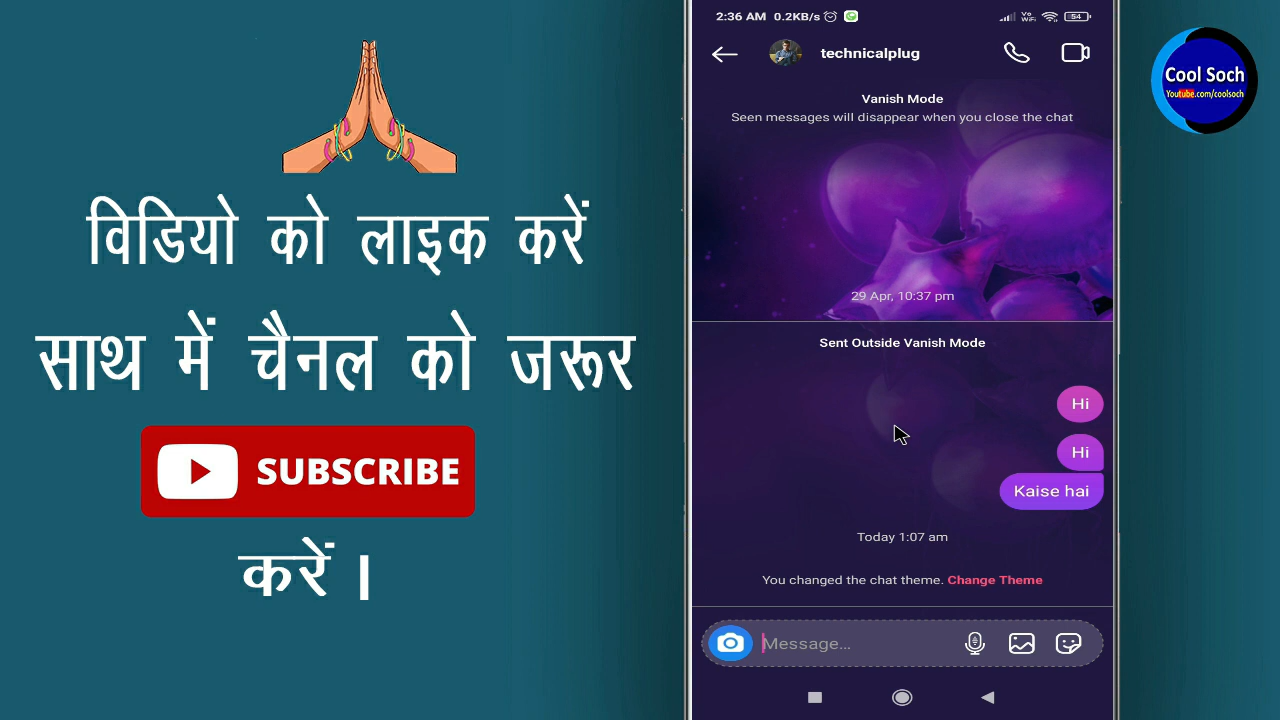 विडियो को लाइक करें
साथ में चैनल को जरूर
SUBSCRIBE
करें ।
2:36 AM 0.2KB/s
Vo
WiFi
54
technicalplug
Vanish Mode
Seen messages will disappear when you close the chat
29 Apr, 10:37 pm
Sent Outside Vanish Mode
Hi
Hi
Kaise hai
Today 1:07 am
You changed the chat theme. Change Theme
Message...
Cool Soch
Youtube.com/coolsoch